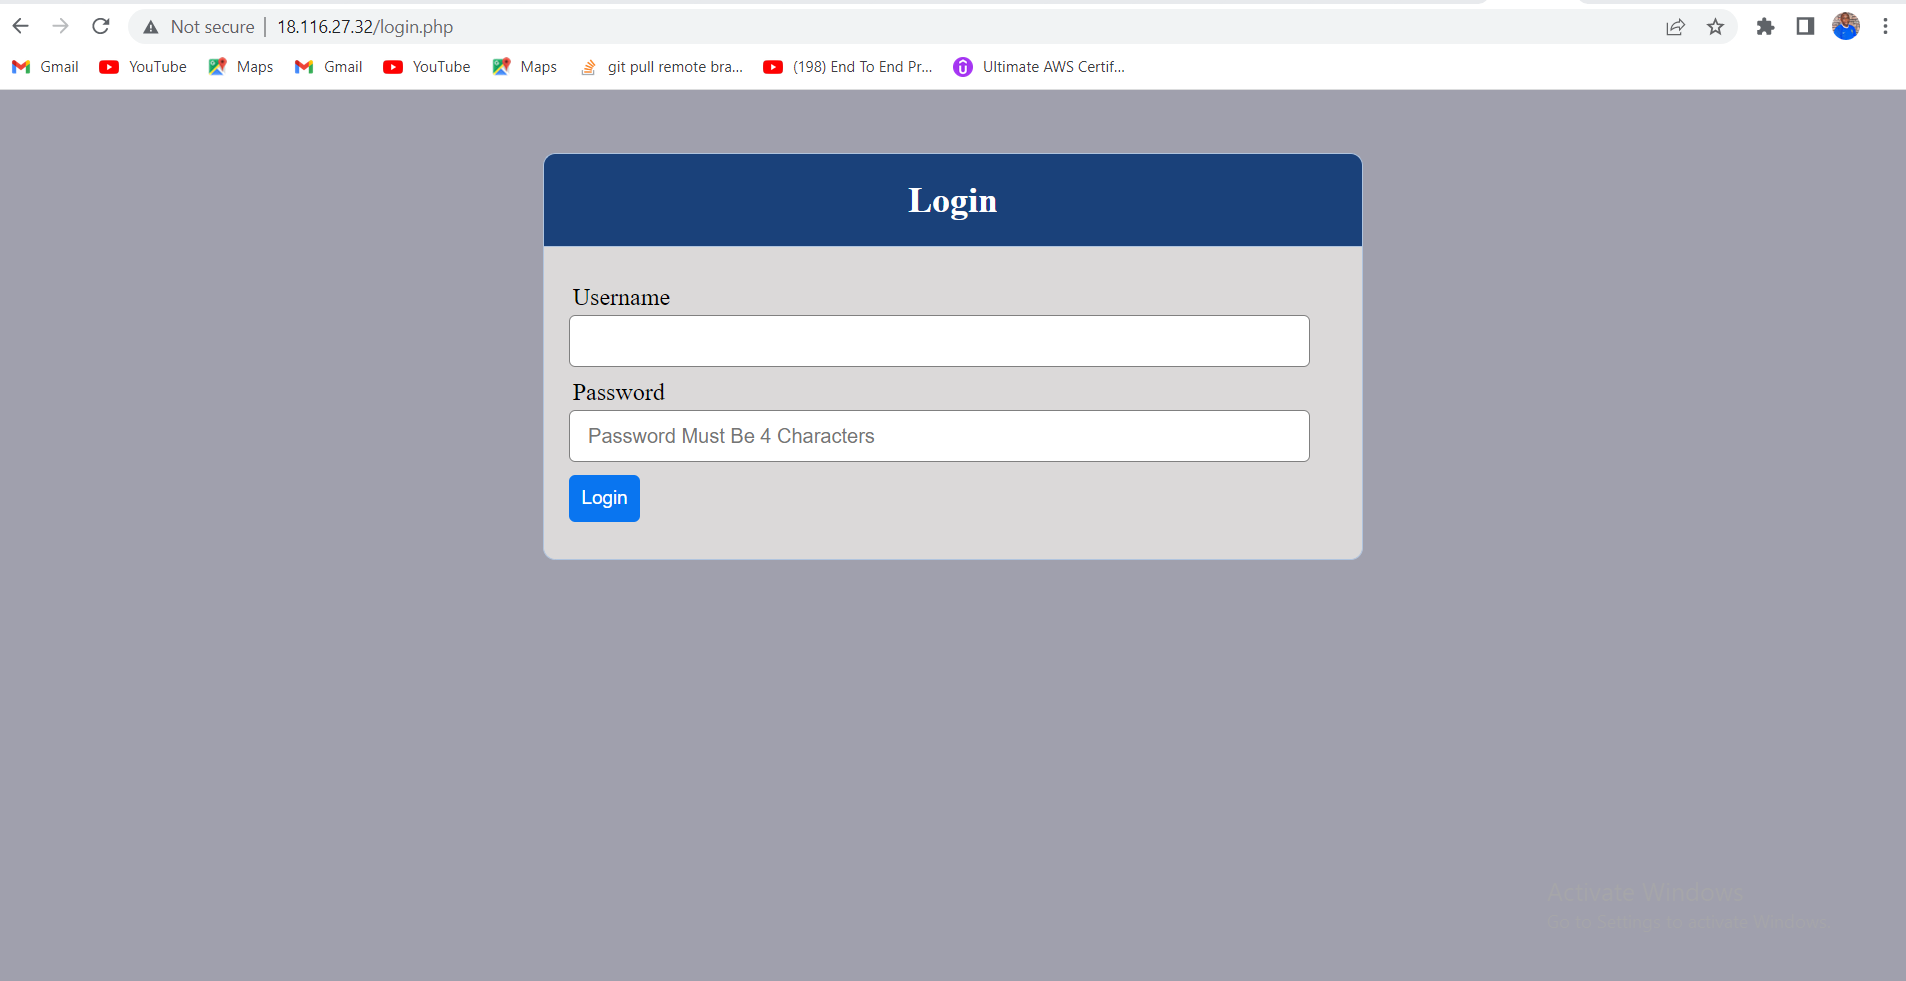 Not secure | 18.116.27.32/login.php
Gmail YouTube Maps Gmail YouTube Maps git pull remote bra... (198) End To End Pr... Ultimate AWS Certif...
Login
Username
Password
Password Must Be 4 Characters
Login
Activate Windows
Go to Settings to activate Windows.